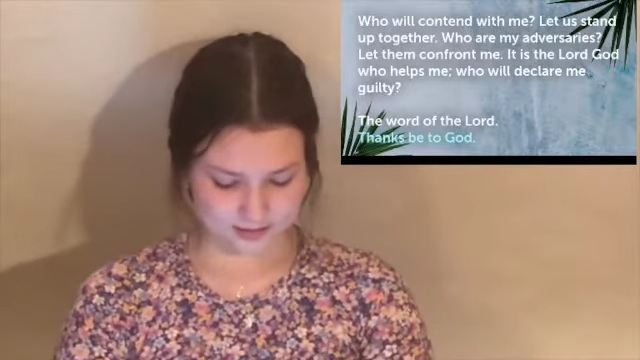 Who will contend with me? Let us stand
up together. Who are my adversaries?
Let them confront me. It is the Lord God
who helps me; who will declare me
guilty?
The word of the Lord.
Thanks be to God.